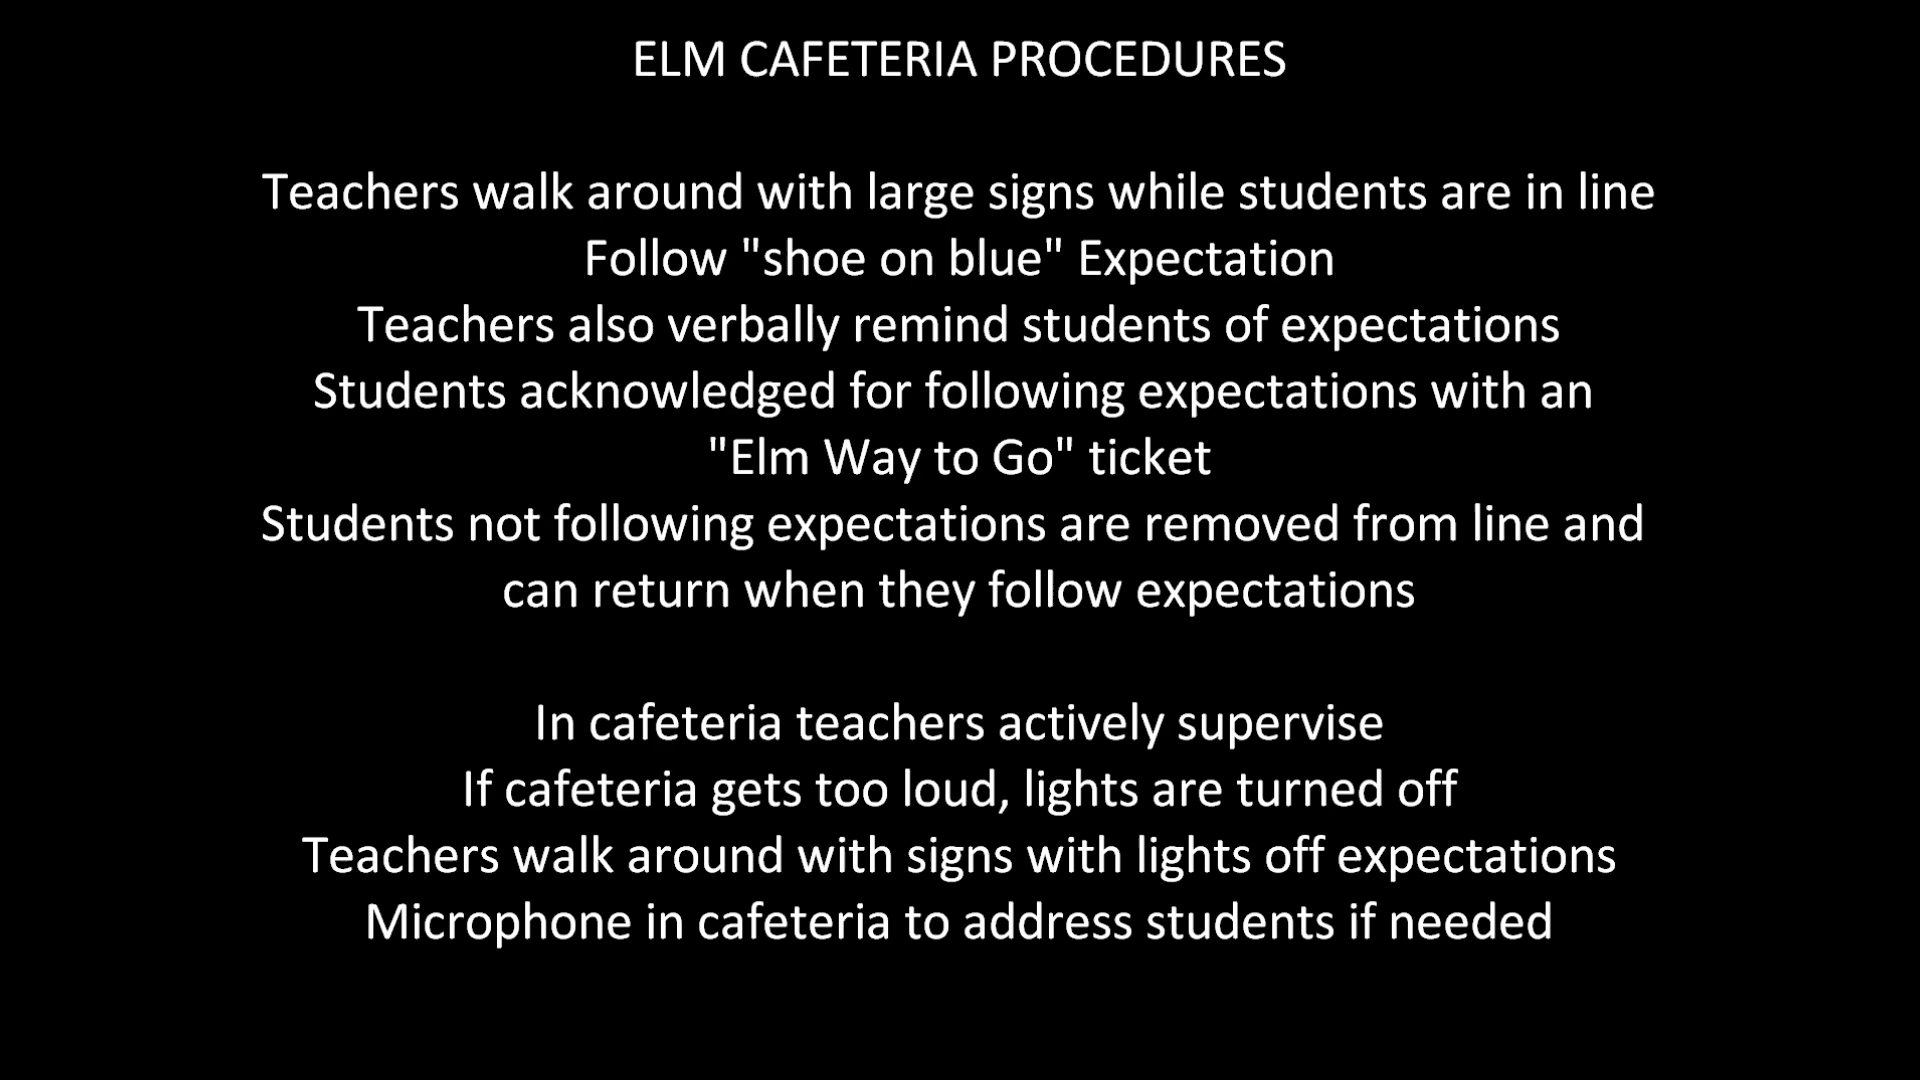 ELM CAFETERIA PROCEDURES
Teachers walk around with large signs while students are in line
Follow "shoe on blue" Expectation
Teachers also verbally remind students of expectations
Students acknowledged for following expectations with an
"Elm Way to Go" ticket
Students not following expectations are removed from line and
can return when they follow expectations
In cafeteria teachers actively supervise
If cafeteria gets too loud, lights are turned off
Teachers walk around with signs with lights off expectations
Microphone in cafeteria to address students if needed